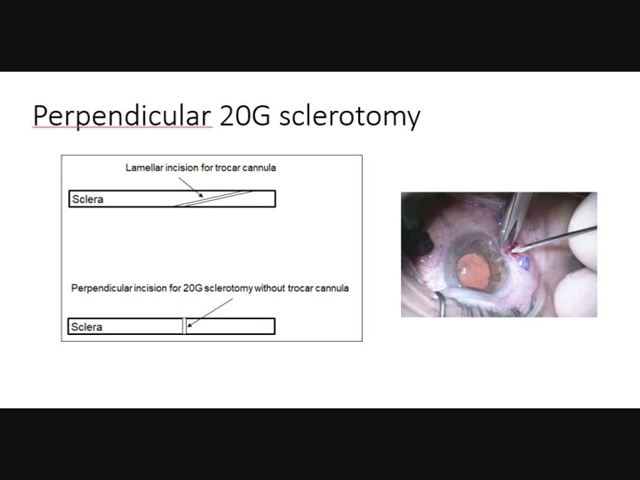 Perpendicular 20G sclerotomy
Lamellar incision for trocar cannula
Sclera
Perpendicular incision for 20G sclerotomy without trocar cannula
Sclera